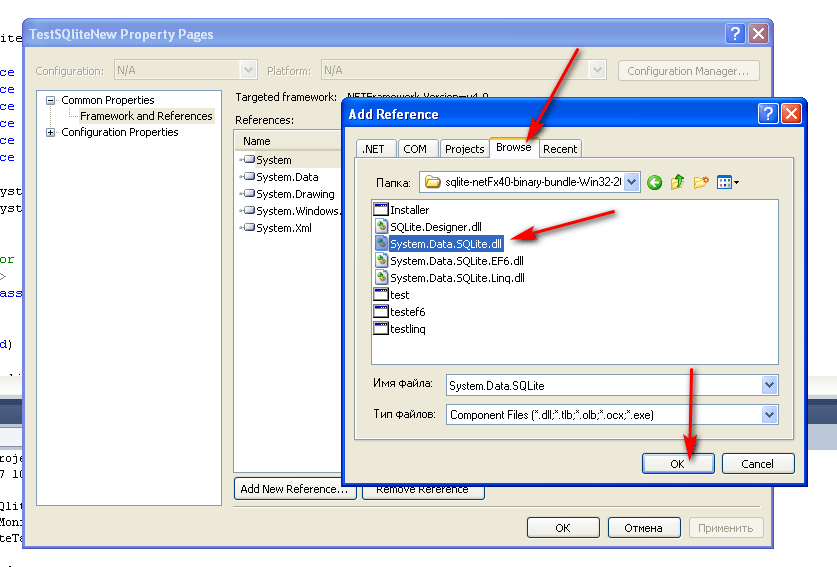 TestSQliteNew Property Pages
Configuration: N/A Platform: N/A Configuration Manager...
Common Properties
Framework and References
Configuration Properties
Targeted framework: .NETFramework,Version=v4.0
References:
Name
System
System.Data
System.Drawing
System.Windows.
System.Xml
Add New Reference... Remove Reference
Add Reference
.NET COM Projects Browse Recent
Папка: sqlite-netFx40-binary-bundle-Win32-2
Installer
SQLite.Designer.dll
System.Data.SQLite.dll
System.Data.SQLite.EF6.dll
System.Data.SQLite.Linq.dll
test
testef6
testlinq
Имя файла: System.Data.SQLite
Тип файлов: Component Files (*.dll;*.tlb;*.olb;*.ocx;*.exe)
OK Cancel
OK Отмена Применить